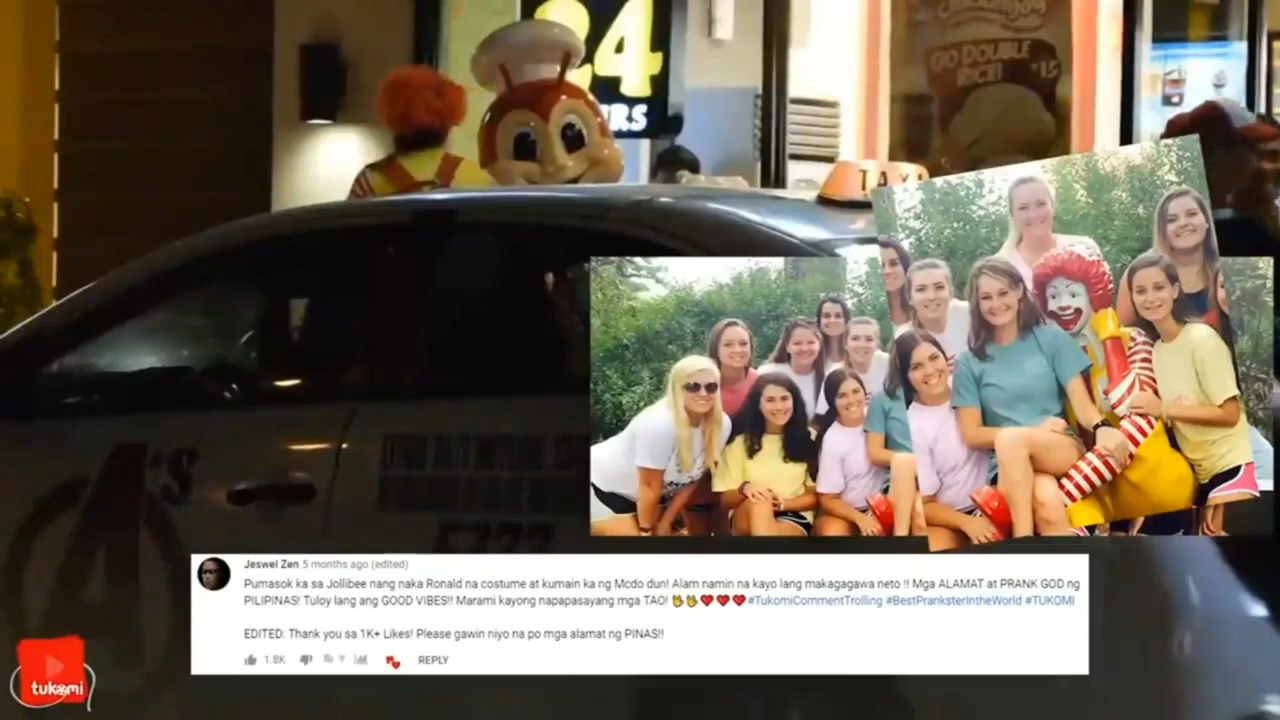 24
URS
GO DOUBLE
RICE! ₱15
TAXI
A's
Jeswel Zen 5 months ago (edited)
Pumasok ka sa Jollibee nang naka Ronald na costume at kumain ka ng Mcdo dun! Alam namin na kayo lang makagagawa neto !! Mga ALAMAT at PRANK GOD ng
PILIPINAS! Tuloy lang ang GOOD VIBES!! Marami kayong napapasayang mga TAO! 🤟🤟❤❤❤#TukomiCommentTrolling #BestPranksterIntheWorld #TUKOMI
EDITED: Thank you sa 1K+ Likes! Please gawin niyo na po mga alamat ng PINAS!!
1.8K REPLY
tukomi